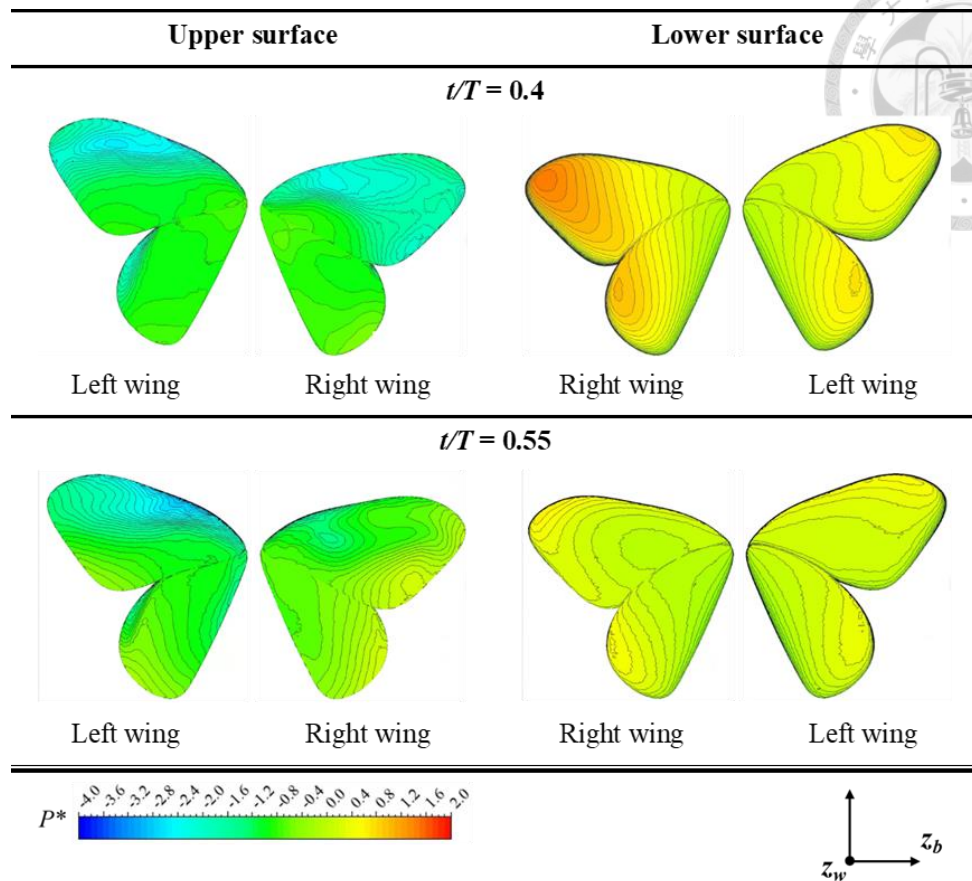 Upper surface Lower surface
t/T = 0.4
Left wing Right wing Right wing Left wing
t/T = 0.55
Left wing Right wing Right wing Left wing
-4.0 -3.6 -3.2 -2.8 -2.4 -2.0 -1.6 -1.2 -0.8 -0.4 0.0 0.4 0.8 1.2 1.6 2.0
P*
z_b
z_w
學